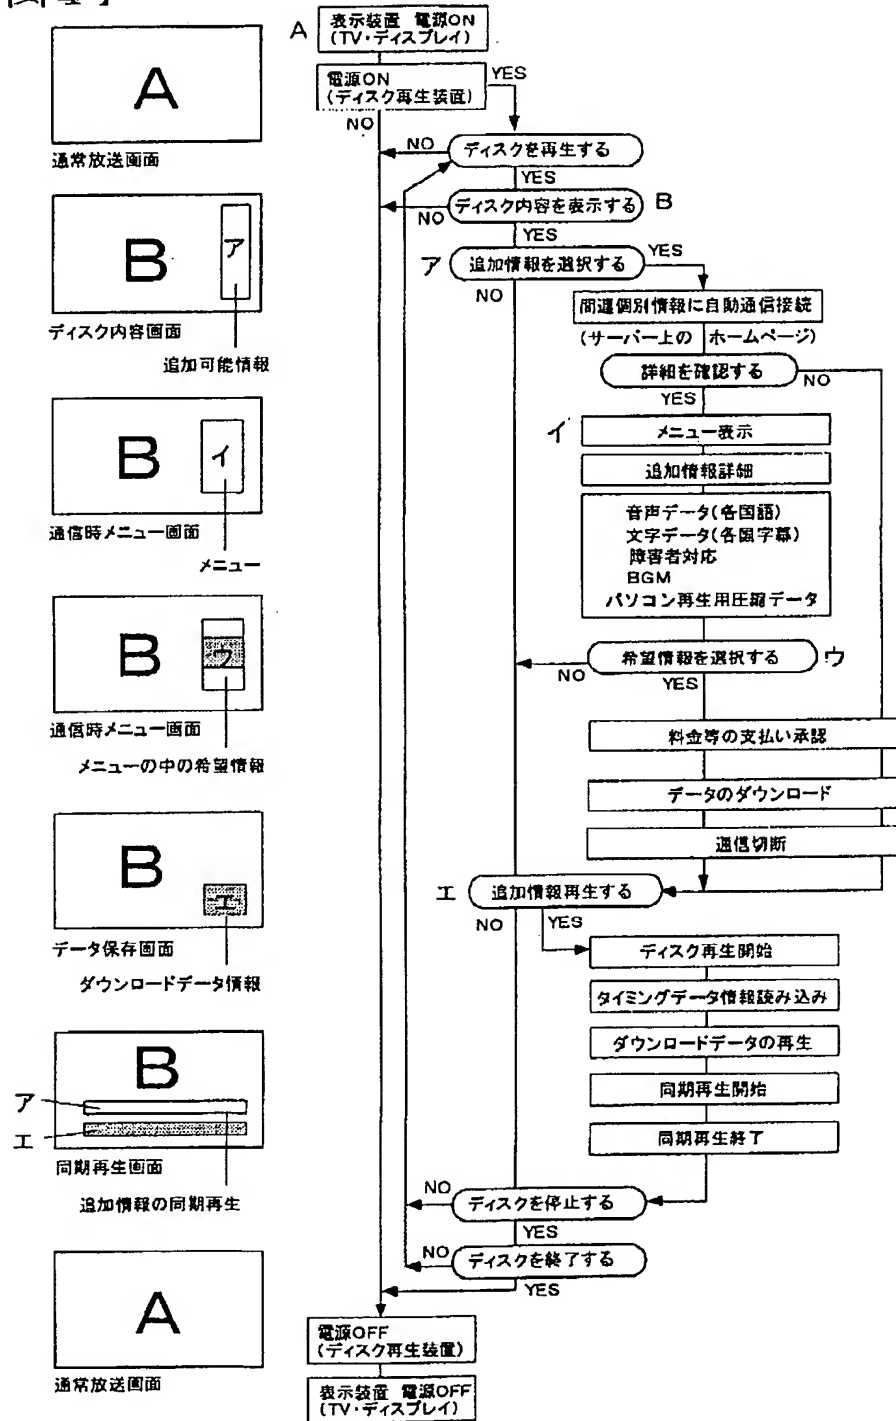 A
通常放送画面
B
ア
ディスク内容画面
追加可能情報
B
イ
通信時メニュー画面
メニュー
B
ウ
通信時メニュー画面
メニューの中の希望情報
B
エ
データ保存画面
ダウンロードデータ情報
B
ア
エ
同期再生画面
追加情報の同期再生
A
通常放送画面
A
表示装置 電源ON
(TV・ディスプレイ)
電源ON
(ディスク再生装置)
YES
NO
ディスクを再生する
NO
YES
ディスク内容を表示する
B
NO
YES
ア
追加情報を選択する
YES
NO
関連個別情報に自動通信接続
(サーバー上の ホームページ)
詳細を確認する
NO
YES
イ
メニュー表示
追加情報詳細
音声データ(各国語)
文字データ(各国字幕)
障害者対応
BGM
パソコン再生用圧縮データ
希望情報を選択する
ウ
NO
YES
料金等の支払い承認
データのダウンロード
通信切断
エ
追加情報再生する
NO
YES
ディスク再生開始
タイミングデータ情報読み込み
ダウンロードデータの再生
同期再生開始
同期再生終了
NO
ディスクを停止する
YES
NO
ディスクを終了する
YES
電源OFF
(ディスク再生装置)
表示装置 電源OFF
(TV・ディスプレイ)